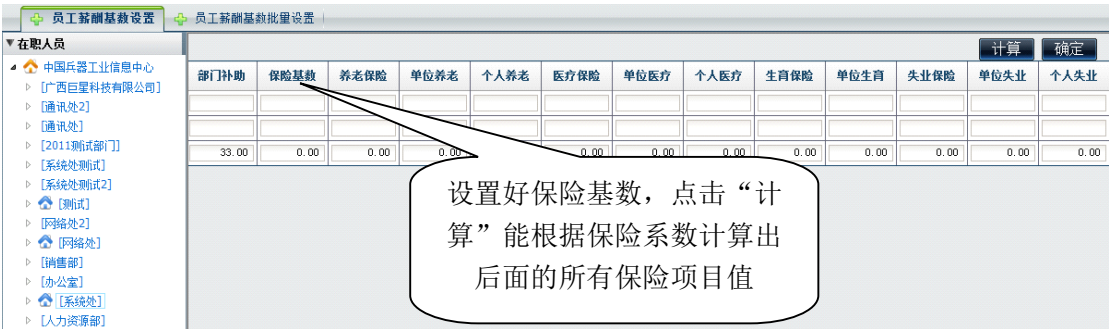 员工薪酬基数设置 员工薪酬基数批量设置
在职人员
计算 确定
中国兵器工业信息中心
[广西巨星科技有限公司]
[通讯处2]
[通讯处]
[2011测试部门]
[系统处测试]
[系统处测试2]
[测试]
[网络处2]
[网络处]
[销售部]
[办公室]
[系统处]
[人力资源部]
部门补助 保险基数 养老保险 单位养老 个人养老 医疗保险 单位医疗 个人医疗 生育保险 单位生育 失业保险 单位失业 个人失业
33.00 0.00 0.00 0.00 0.00 0.00 0.00 0.00 0.00 0.00 0.00 0.00
设置好保险基数，点击“计
算”能根据保险系数计算出
后面的所有保险项目值